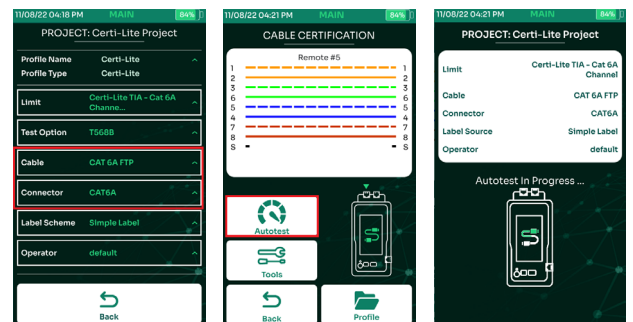 11/08/22 04:18 PM MAIN 84%
PROJECT: Certi-Lite Project
Profile Name Certi-Lite
Profile Type Certi-Lite
Limit Certi-Lite TIA - Cat 6A
Channe...
Test Option T568B
Cable CAT 6A FTP
Connector CAT6A
Label Scheme Simple Label
Operator default
Back
11/08/22 04:21 PM MAIN 84%
CABLE CERTIFICATION
Remote #5
1 1
2 2
3 3
6 6
5 5
4 4
7 7
8 8
S S
Autotest
Tools
Back Profile
11/08/22 04:21 PM MAIN 84%
PROJECT: Certi-Lite Project
Limit Certi-Lite TIA - Cat 6A
Channel
Cable CAT 6A FTP
Connector CAT6A
Label Source Simple Label
Operator default
Autotest In Progress ...